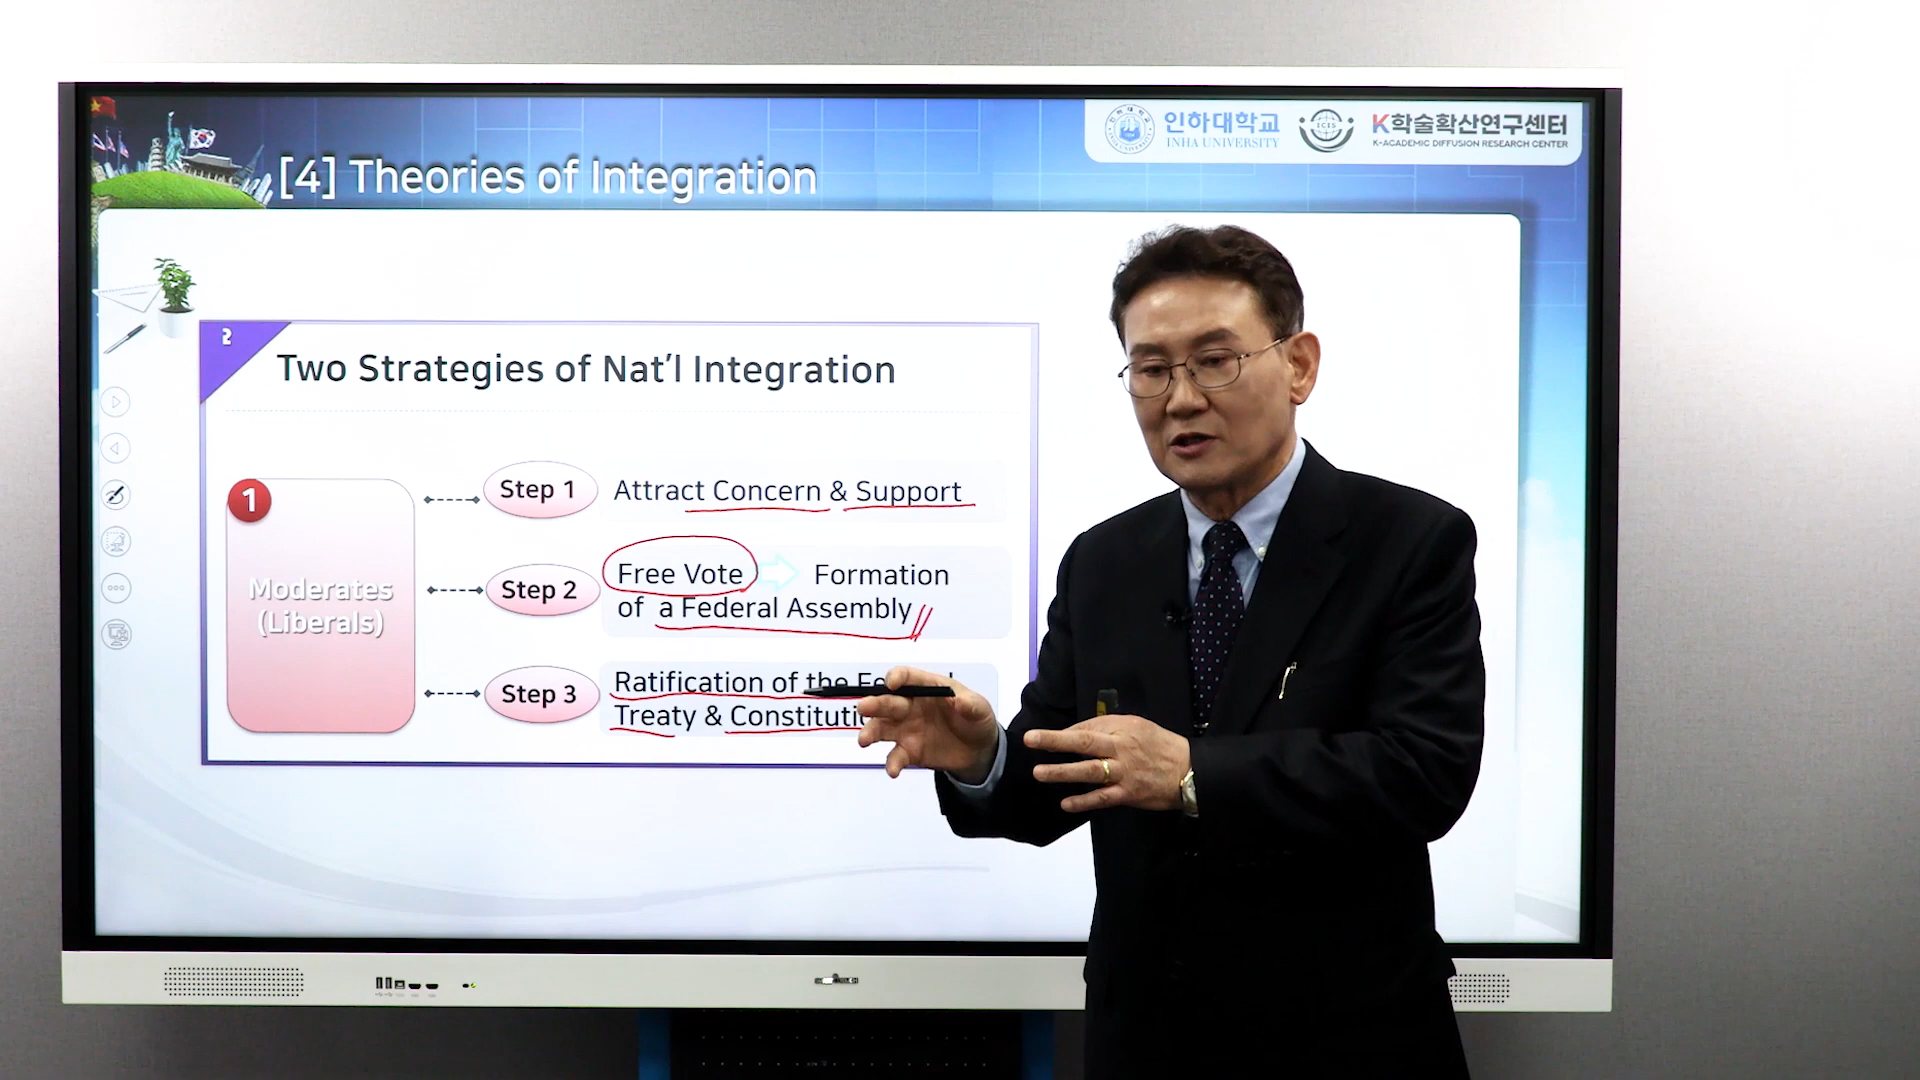 인하대학교
INHA UNIVERSITY
ICIS
K학술확산연구센터
K-ACADEMIC DIFFUSION RESEARCH CENTER
[4] Theories of Integration
2
Two Strategies of Nat'l Integration
1
Moderates
(Liberals)
Step 1
Attract Concern & Support
Step 2
Free Vote Formation
of a Federal Assembly
Step 3
Ratification of the
Treaty &